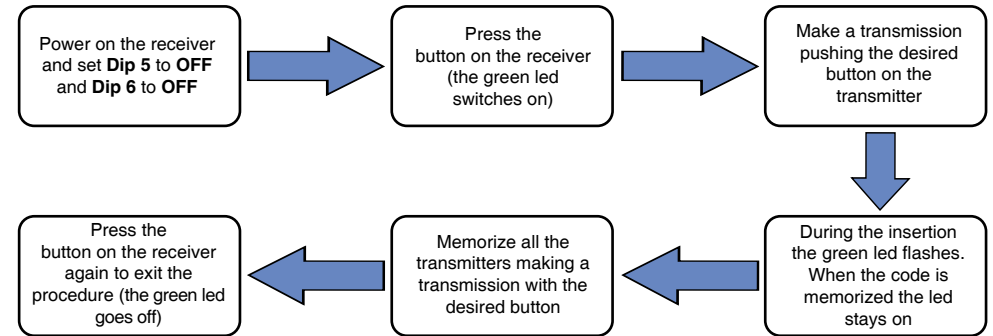 Power on the receiver
and set Dip 5 to OFF
and Dip 6 to OFF
Press the
button on the receiver
(the green led
switches on)
Make a transmission
pushing the desired
button on the
transmitter
During the insertion
the green led flashes.
When the code is
memorized the led
stays on
Memorize all the
transmitters making a
transmission with the
desired button
Press the
button on the receiver
again to exit the
procedure (the green led
goes off)